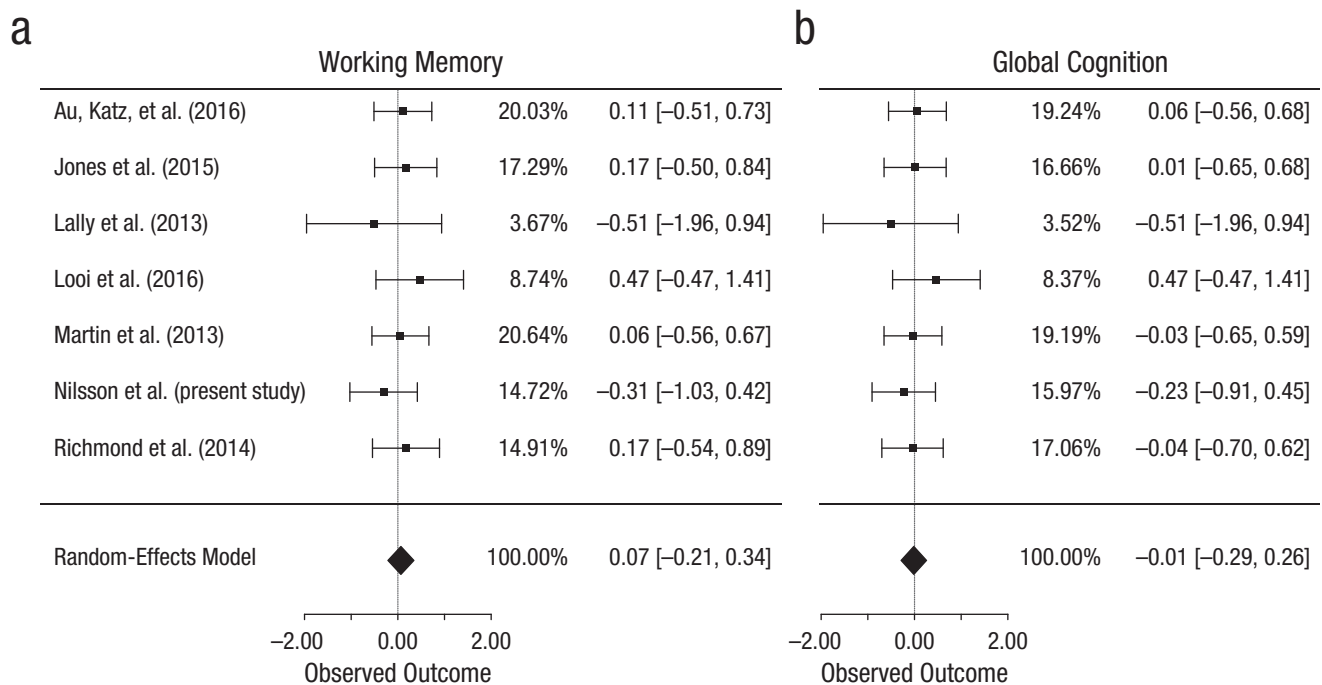 a
Working Memory
Au, Katz, et al. (2016) 20.03% 0.11 [–0.51, 0.73]
Jones et al. (2015) 17.29% 0.17 [–0.50, 0.84]
Lally et al. (2013) 3.67% –0.51 [–1.96, 0.94]
Looi et al. (2016) 8.74% 0.47 [–0.47, 1.41]
Martin et al. (2013) 20.64% 0.06 [–0.56, 0.67]
Nilsson et al. (present study) 14.72% –0.31 [–1.03, 0.42]
Richmond et al. (2014) 14.91% 0.17 [–0.54, 0.89]
Random-Effects Model 100.00% 0.07 [–0.21, 0.34]
–2.00 0.00 2.00
Observed Outcome
b
Global Cognition
19.24% 0.06 [–0.56, 0.68]
16.66% 0.01 [–0.65, 0.68]
3.52% –0.51 [–1.96, 0.94]
8.37% 0.47 [–0.47, 1.41]
19.19% –0.03 [–0.65, 0.59]
15.97% –0.23 [–0.91, 0.45]
17.06% –0.04 [–0.70, 0.62]
100.00% –0.01 [–0.29, 0.26]
–2.00 0.00 2.00
Observed Outcome